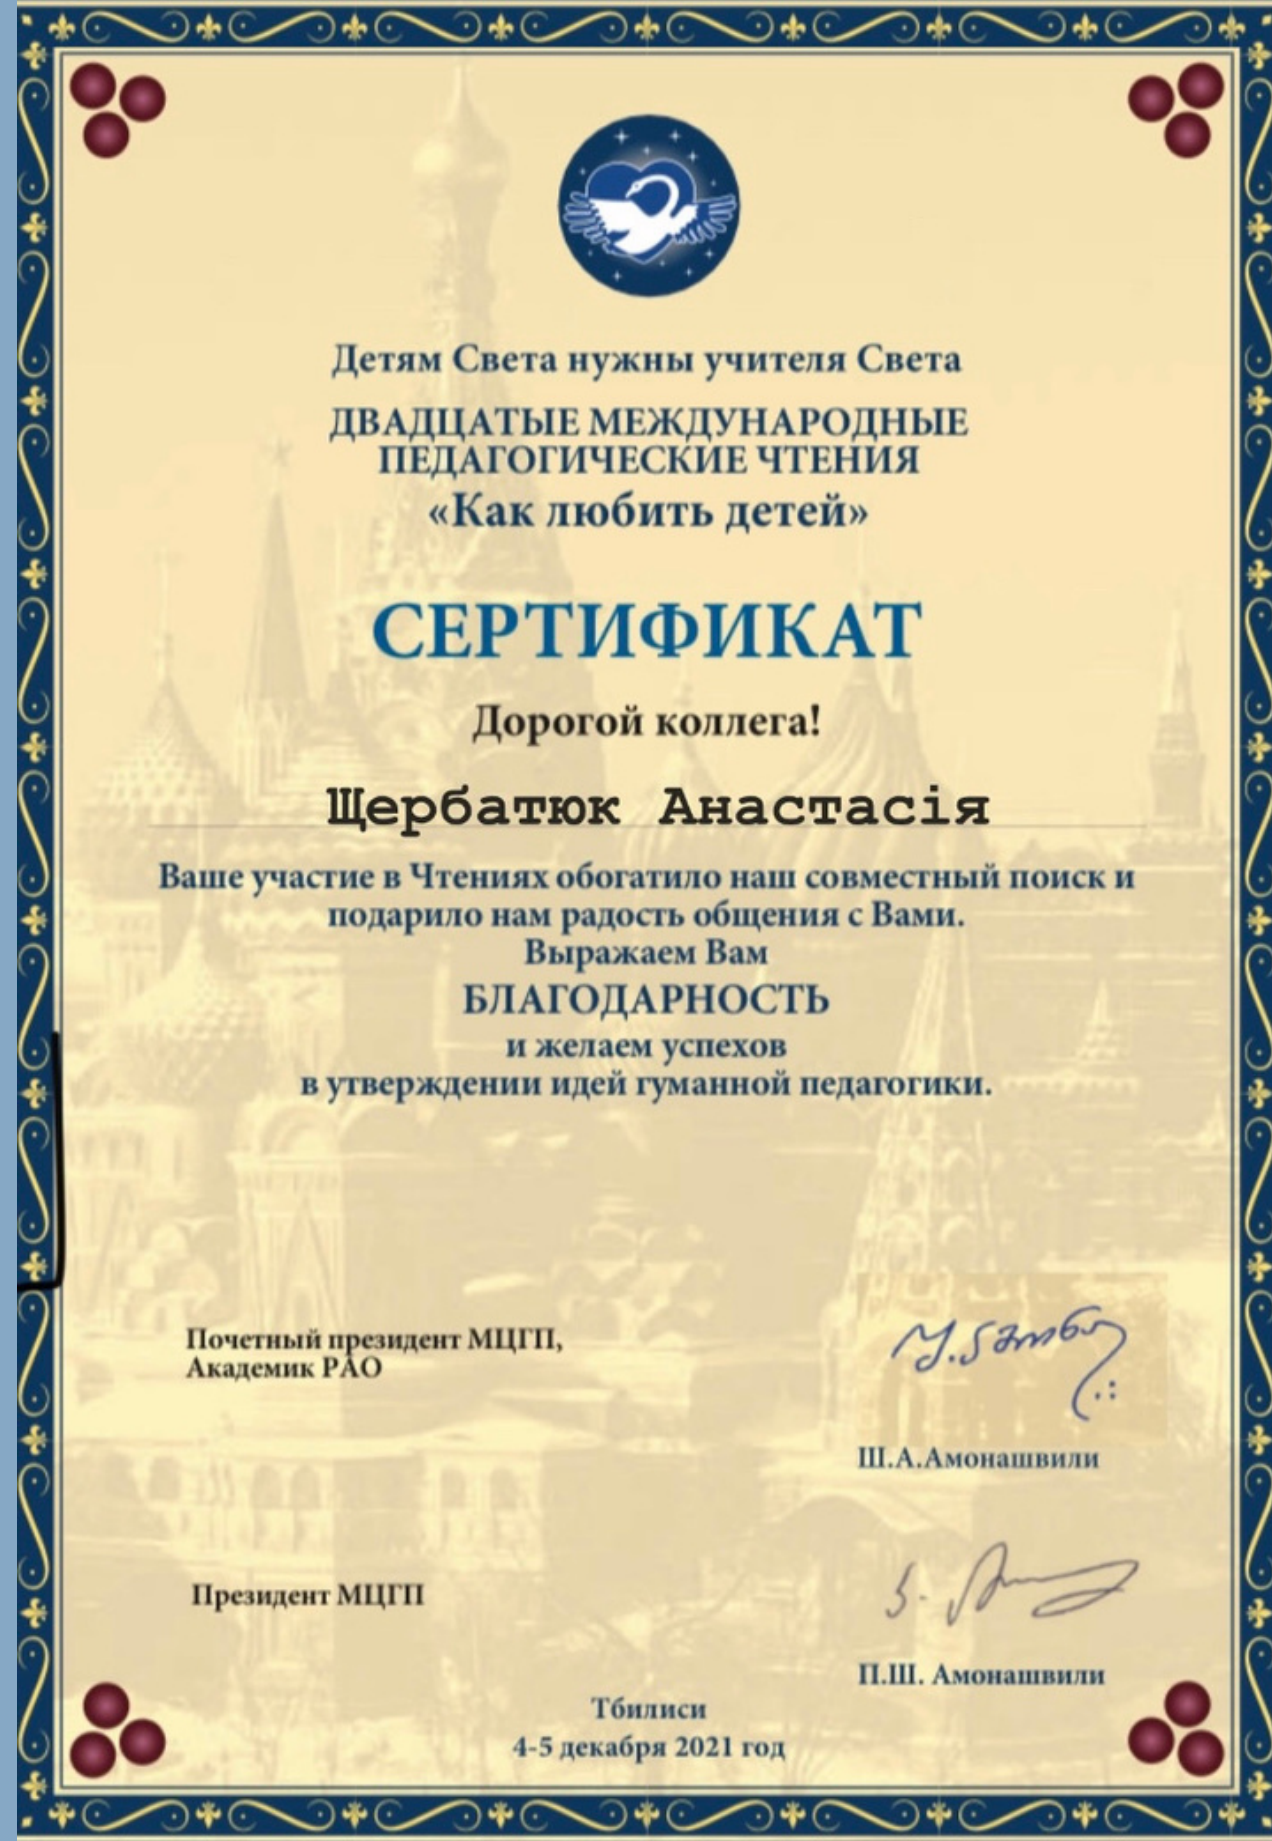 Детям Света нужны учителя Света
ДВАДЦАТЫЕ МЕЖДУНАРОДНЫЕ
ПЕДАГОГИЧЕСКИЕ ЧТЕНИЯ
«Как любить детей»
СЕРТИФИКАТ
Дорогой коллега!
Щербатюк Анастасія
Ваше участие в Чтениях обогатило наш совместный поиск и
подарило нам радость общения с Вами.
Выражаем Вам
БЛАГОДАРНОСТЬ
и желаем успехов
в утверждении идей гуманной педагогики.
Почетный президент МЦГП,
Академик РАО
Ш.А.Амонашвили
Президент МЦГП
П.Ш. Амонашвили
Тбилиси
4-5 декабря 2021 год